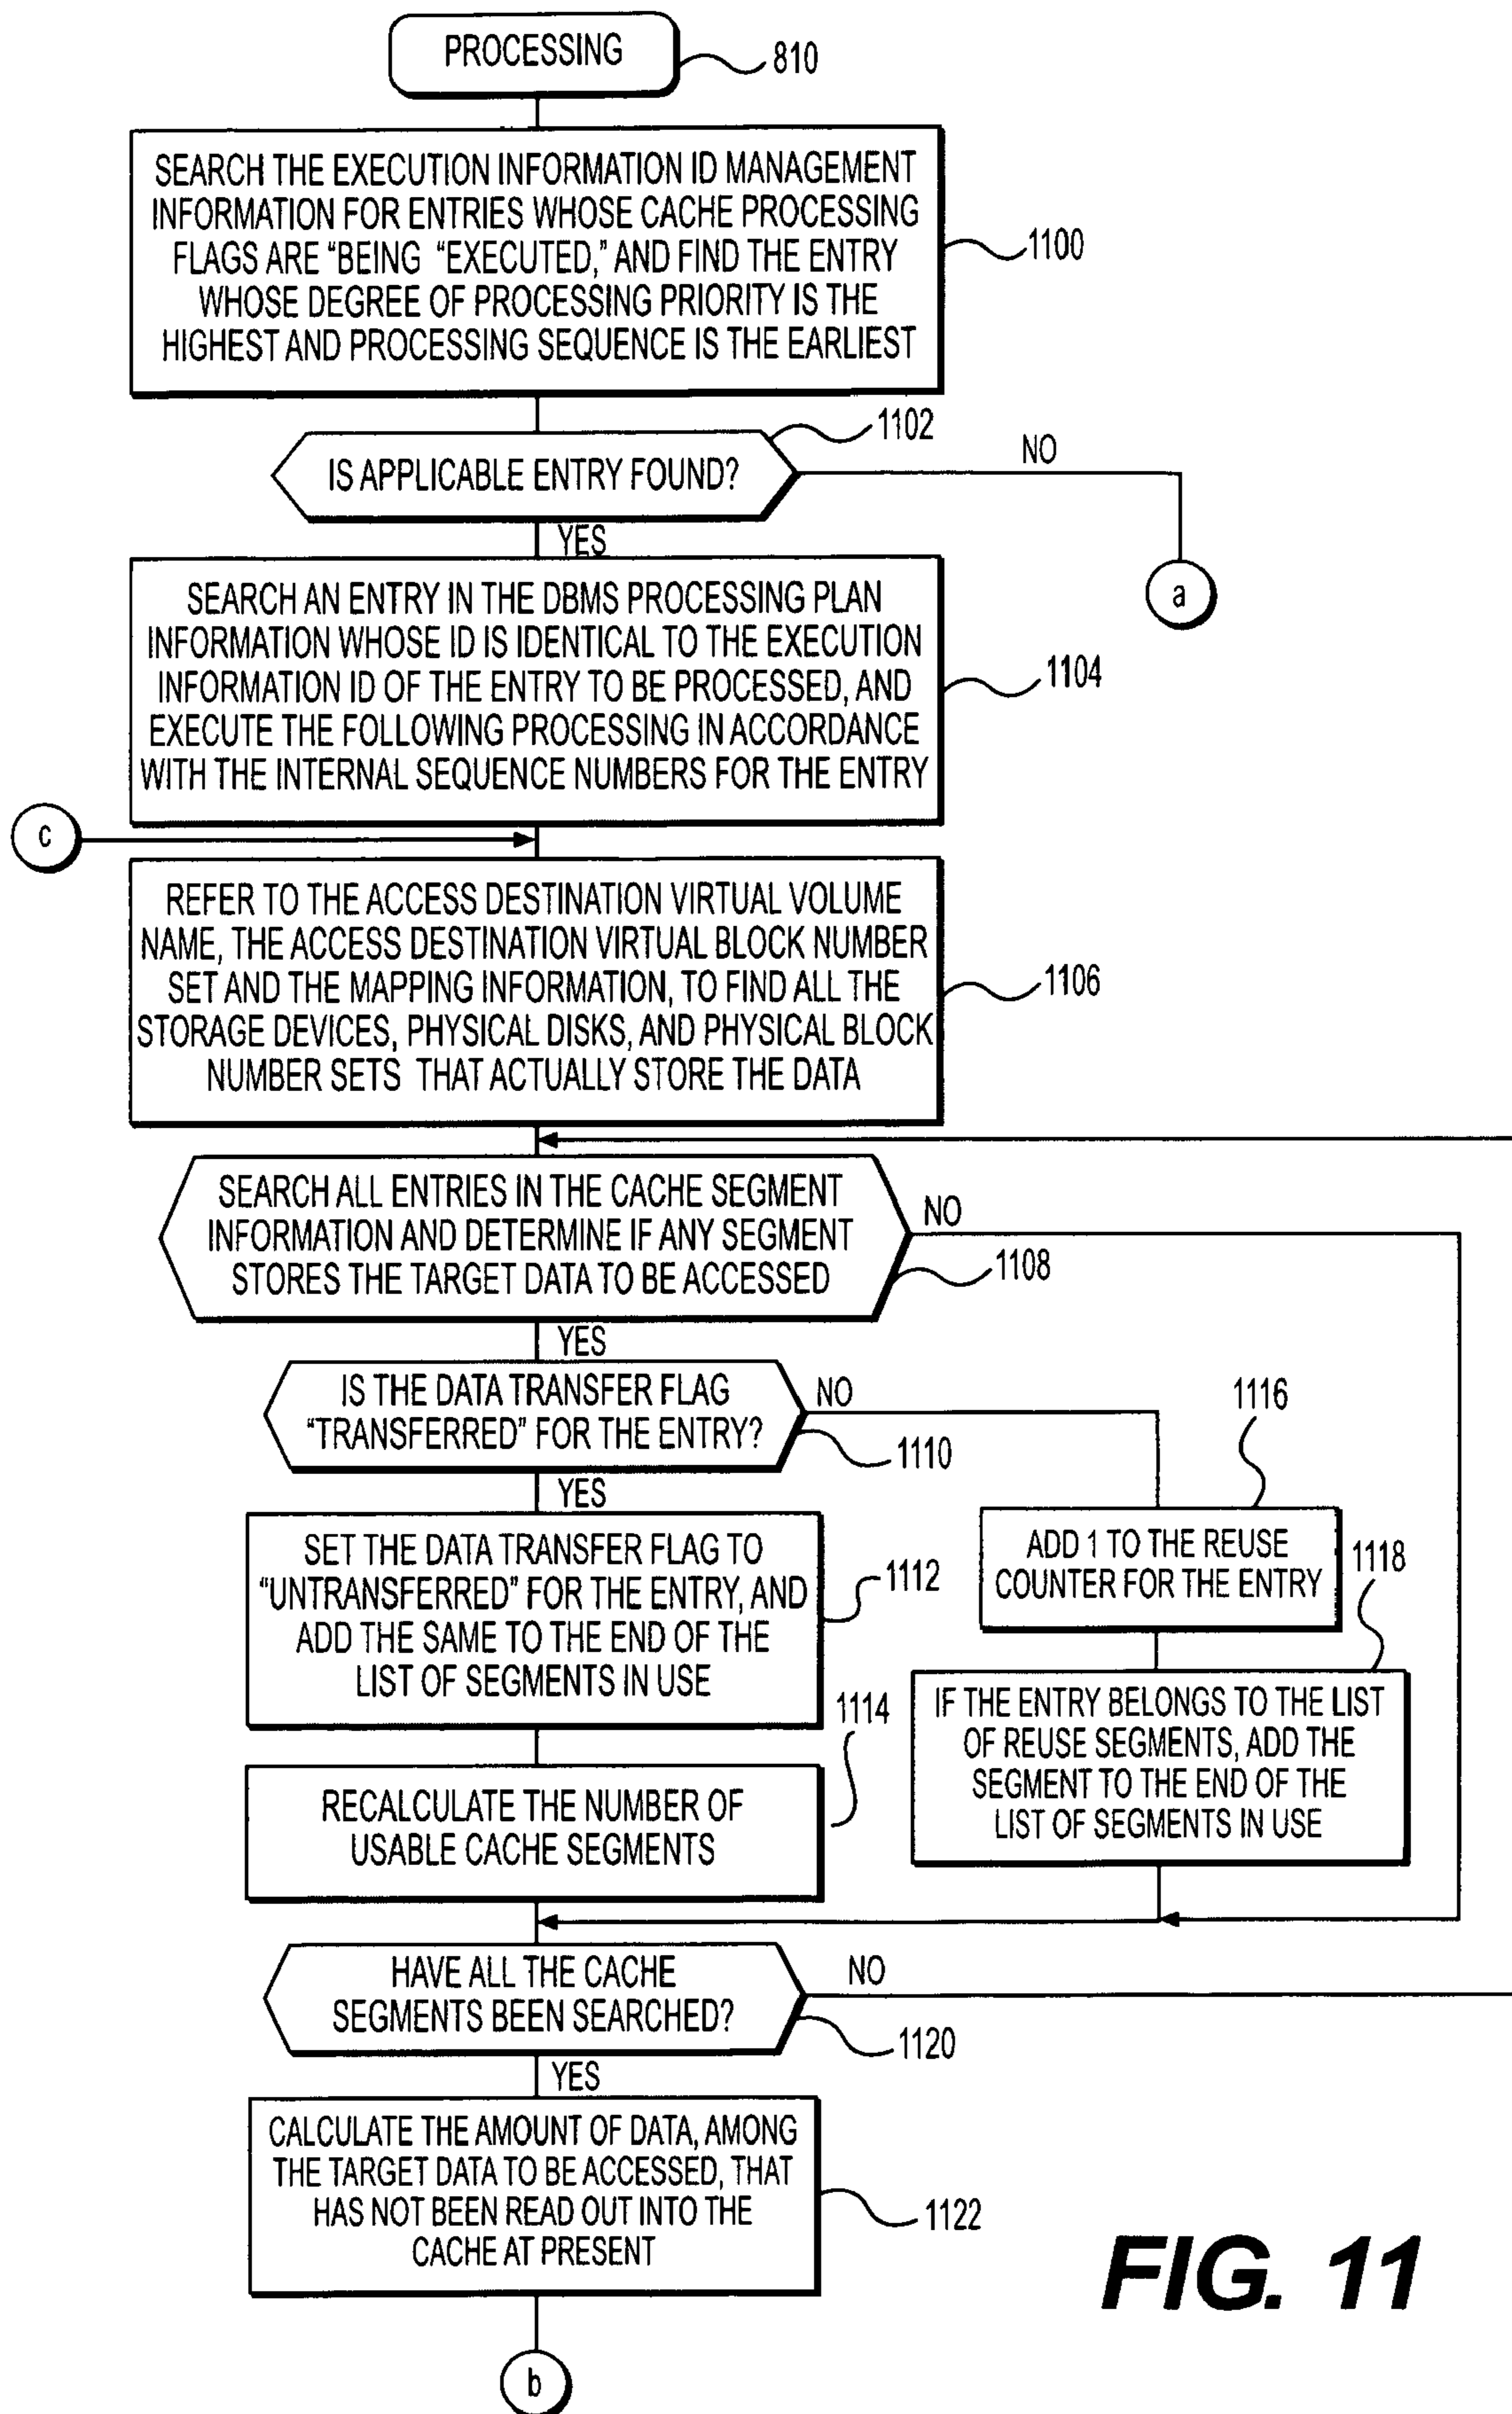 PROCESSING
810
SEARCH THE EXECUTION INFORMATION ID MANAGEMENT
INFORMATION FOR ENTRIES WHOSE CACHE PROCESSING
FLAGS ARE "BEING "EXECUTED," AND FIND THE ENTRY
WHOSE DEGREE OF PROCESSING PRIORITY IS THE
HIGHEST AND PROCESSING SEQUENCE IS THE EARLIEST
1100
1102
IS APPLICABLE ENTRY FOUND?
NO
YES
a
SEARCH AN ENTRY IN THE DBMS PROCESSING PLAN
INFORMATION WHOSE ID IS IDENTICAL TO THE EXECUTION
INFORMATION ID OF THE ENTRY TO BE PROCESSED, AND
EXECUTE THE FOLLOWING PROCESSING IN ACCORDANCE
WITH THE INTERNAL SEQUENCE NUMBERS FOR THE ENTRY
1104
c
REFER TO THE ACCESS DESTINATION VIRTUAL VOLUME
NAME, THE ACCESS DESTINATION VIRTUAL BLOCK NUMBER
SET AND THE MAPPING INFORMATION, TO FIND ALL THE
STORAGE DEVICES, PHYSICAL DISKS, AND PHYSICAL BLOCK
NUMBER SETS THAT ACTUALLY STORE THE DATA
1106
SEARCH ALL ENTRIES IN THE CACHE SEGMENT
INFORMATION AND DETERMINE IF ANY SEGMENT
STORES THE TARGET DATA TO BE ACCESSED
NO
1108
YES
IS THE DATA TRANSFER FLAG
"TRANSFERRED" FOR THE ENTRY?
NO
1110
YES
1116
SET THE DATA TRANSFER FLAG TO
"UNTRANSFERRED" FOR THE ENTRY, AND
ADD THE SAME TO THE END OF THE
LIST OF SEGMENTS IN USE
1112
ADD 1 TO THE REUSE
COUNTER FOR THE ENTRY
1118
IF THE ENTRY BELONGS TO THE LIST
OF REUSE SEGMENTS, ADD THE
SEGMENT TO THE END OF THE
LIST OF SEGMENTS IN USE
1114
RECALCULATE THE NUMBER OF
USABLE CACHE SEGMENTS
HAVE ALL THE CACHE
SEGMENTS BEEN SEARCHED?
NO
1120
YES
CALCULATE THE AMOUNT OF DATA, AMONG
THE TARGET DATA TO BE ACCESSED, THAT
HAS NOT BEEN READ OUT INTO THE
CACHE AT PRESENT
1122
b
FIG. 11